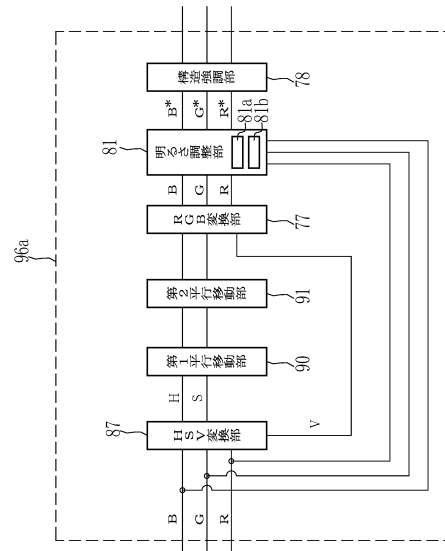 96a
87
HSV変換部
90
第1平行移動部
91
第2平行移動部
77
RGB変換部
81
明るさ調整部
81a
81b
78
構造強調部
B
G
R
H
S
V
B
G
R
B*
G*
R*